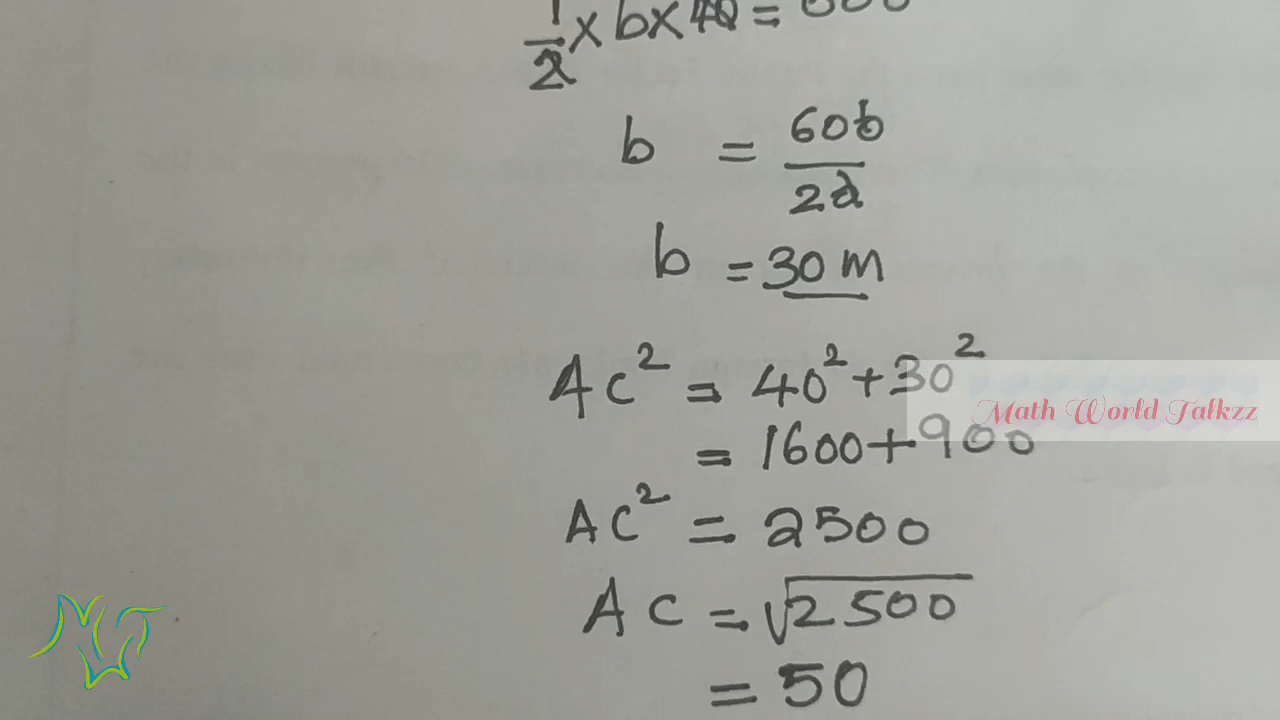 1/2 × b × 40 = 600
b = 600/20
b = 30 m
AC² = 40² + 30²
Math World Talkzz
= 1600 + 900
AC² = 2500
AC = √2500
= 50
MT